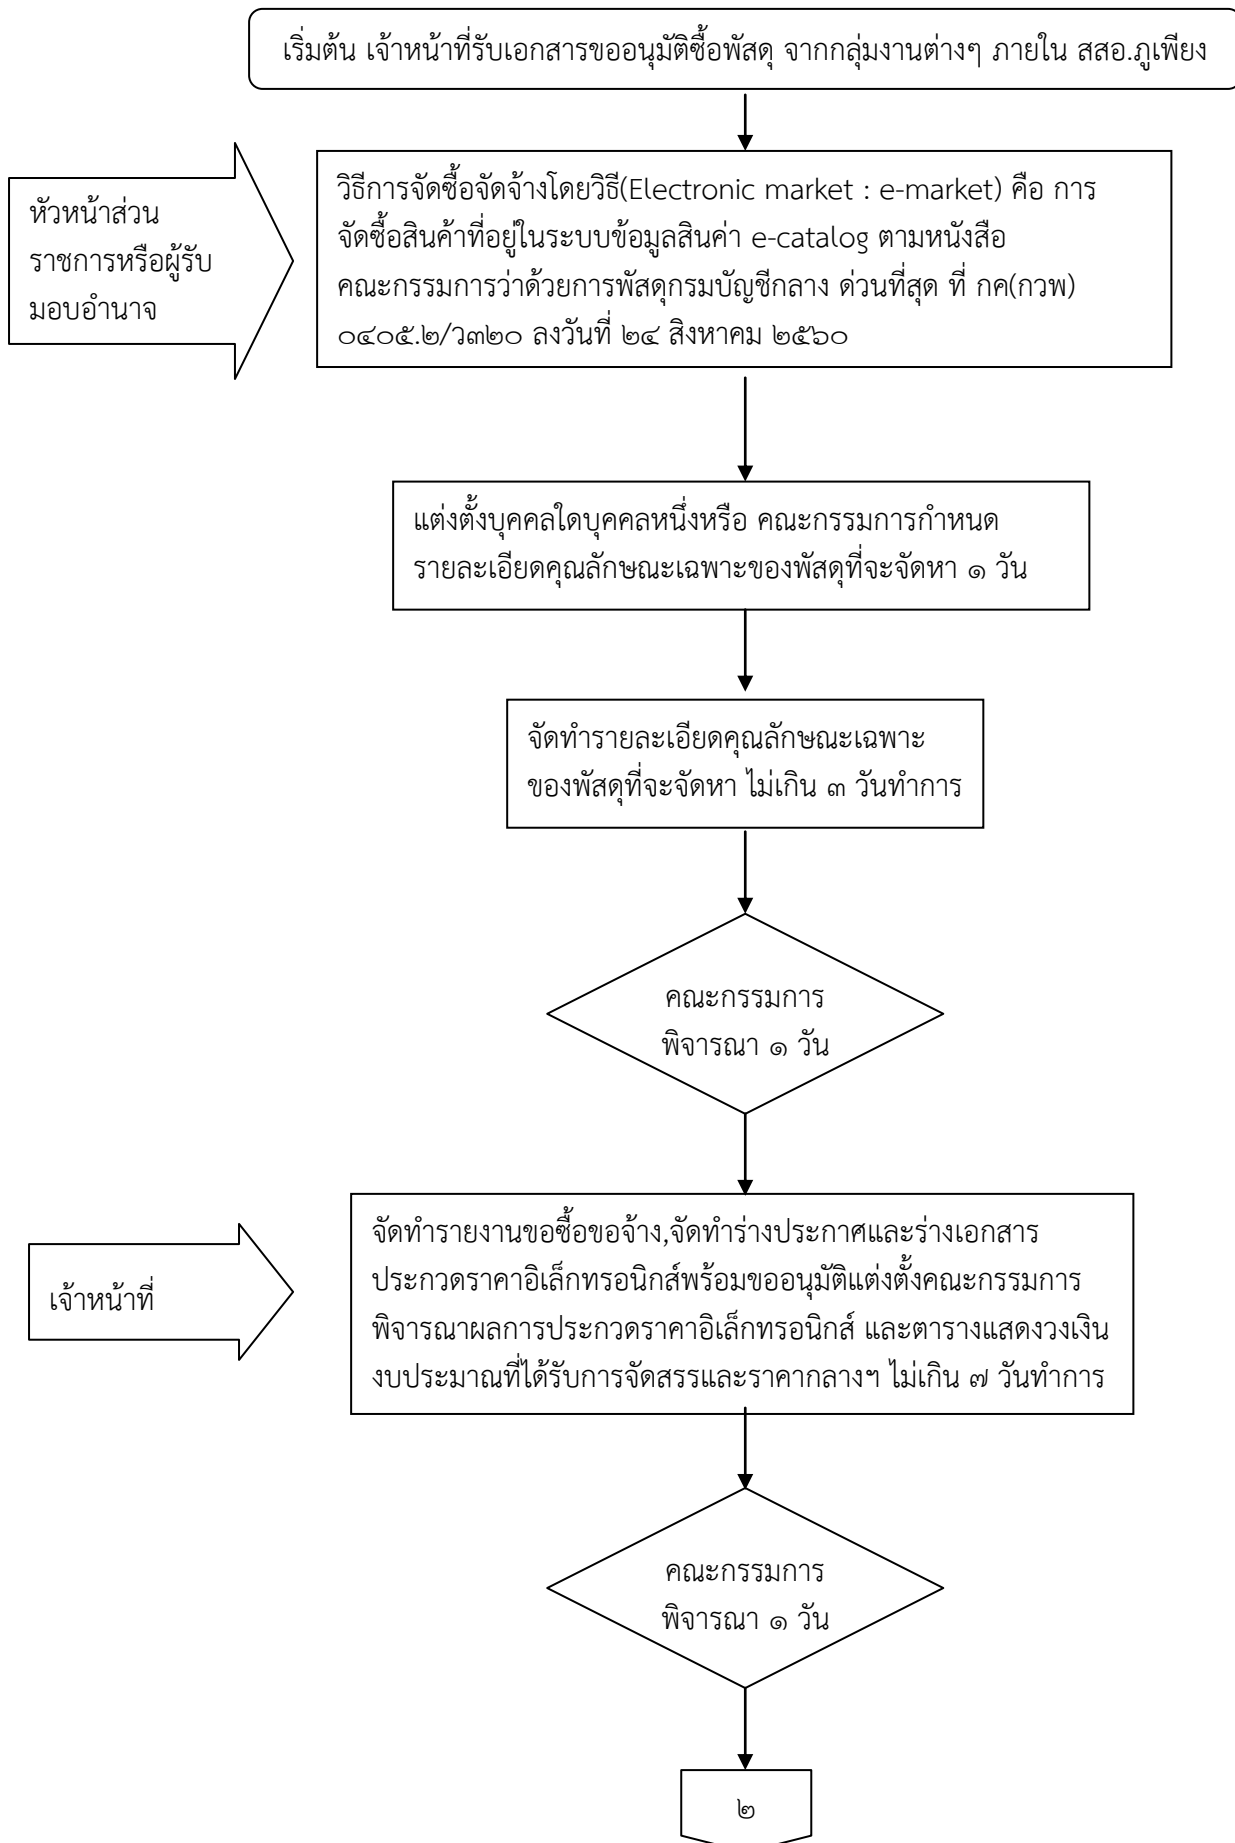 เริ่มต้น เจ้าหน้าที่รับเอกสารขออนุมัติซื้อพัสดุ จากกลุ่มงานต่างๆ ภายใน สสอ.ภูเพียง
หัวหน้าส่วน
ราชการหรือผู้รับ
มอบอำนาจ
วิธีการจัดซื้อจัดจ้างโดยวิธี(Electronic market : e-market) คือ การ
จัดซื้อสินค้าที่อยู่ในระบบข้อมูลสินค่า e-catalog ตามหนังสือ
คณะกรรมการว่าด้วยการพัสดุกรมบัญชีกลาง ด่วนที่สุด ที่ กค(กวพ)
๐๔๐๕.๒/ว๓๒๐ ลงวันที่ ๒๔ สิงหาคม ๒๕๖๐
แต่งตั้งบุคคลใดบุคคลหนึ่งหรือ คณะกรรมการกำหนด
รายละเอียดคุณลักษณะเฉพาะของพัสดุที่จะจัดหา ๑ วัน
จัดทำรายละเอียดคุณลักษณะเฉพาะ
ของพัสดุที่จะจัดหา ไม่เกิน ๓ วันทำการ
คณะกรรมการ
พิจารณา ๑ วัน
เจ้าหน้าที่
จัดทำรายงานขอซื้อขอจ้าง,จัดทำร่างประกาศและร่างเอกสาร
ประกวดราคาอิเล็กทรอนิกส์พร้อมขออนุมัติแต่งตั้งคณะกรรมการ
พิจารณาผลการประกวดราคาอิเล็กทรอนิกส์ และตารางแสดงวงเงิน
งบประมาณที่ได้รับการจัดสรรและราคากลางฯ ไม่เกิน ๗ วันทำการ
คณะกรรมการ
พิจารณา ๑ วัน
๒